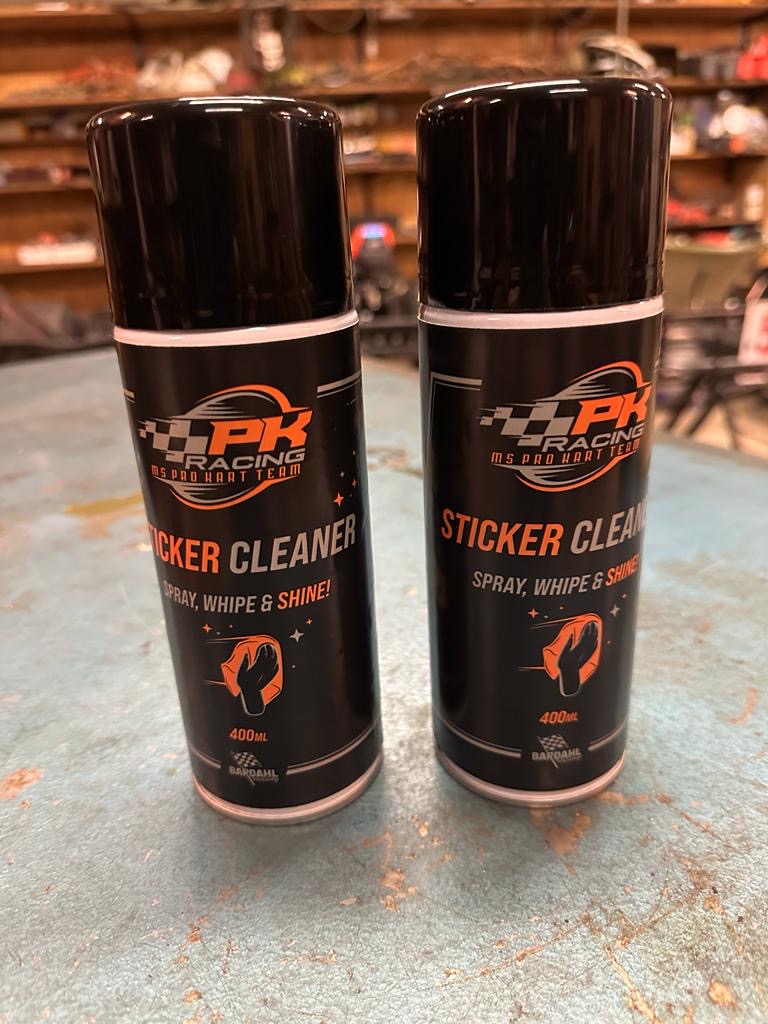 PK
RACING
MS PRO KART TEAM
TICKER CLEANER
SPRAY, WHIPE & SHINE!
400ML
BARDAHL
PK
RACING
MS PRO KART TEAM
STICKER CLEAN
SPRAY, WHIPE & SHINE!
400ML
BARDAHL